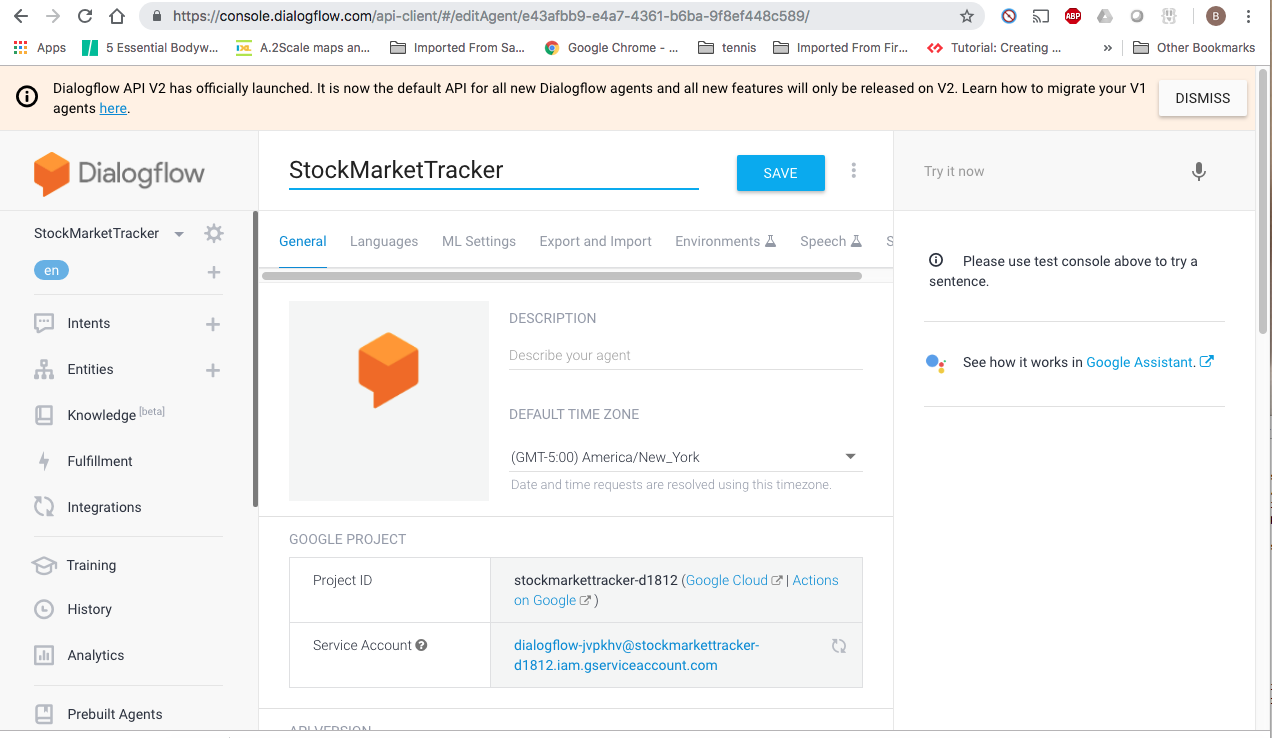 https://console.dialogflow.com/api-client/#/editAgent/e43afbb9-e4a7-4361-b6ba-9f8ef448c589/
ABP
B
Apps
5 Essential Bodyw...
IXL
A.2Scale maps an...
Imported From Sa...
Google Chrome - ...
tennis
Imported From Fir...
Tutorial: Creating ...
»
Other Bookmarks
Dialogflow API V2 has officially launched. It is now the default API for all new Dialogflow agents and all new features will only be released on V2. Learn how to migrate your V1
agents here.
DISMISS
Dialogflow
StockMarketTracker
SAVE
Try it now
StockMarketTracker
en
General
Languages
ML Settings
Export and Import
Environments
Speech
S
Please use test console above to try a
sentence.
Intents
Entities
Knowledge [beta]
Fulfillment
Integrations
Training
History
Analytics
Prebuilt Agents
DESCRIPTION
Describe your agent
DEFAULT TIME ZONE
(GMT-5:00) America/New_York
Date and time requests are resolved using this timezone.
See how it works in Google Assistant.
GOOGLE PROJECT
Project ID
stockmarkettracker-d1812 (Google Cloud | Actions
on Google )
Service Account
dialogflow-jvpkhv@stockmarkettracker-
d1812.iam.gserviceaccount.com
API VERSION